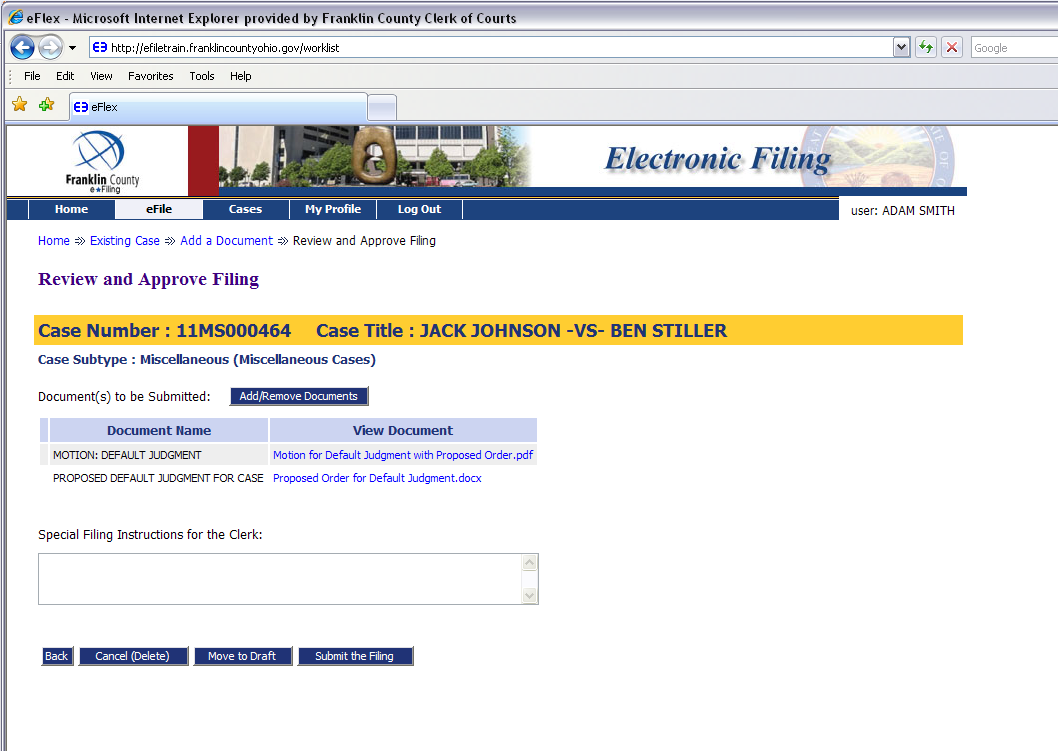 eFlex - Microsoft Internet Explorer provided by Franklin County Clerk of Courts
http://efiletrain.franklincountyohio.gov/worklist
Google
File Edit View Favorites Tools Help
eFlex
Franklin County
e★Filing
Electronic Filing
Home eFile Cases My Profile Log Out
user: ADAM SMITH
Home ⇒ Existing Case ⇒ Add a Document ⇒ Review and Approve Filing
Review and Approve Filing
Case Number : 11MS000464 Case Title : JACK JOHNSON -VS- BEN STILLER
Case Subtype : Miscellaneous (Miscellaneous Cases)
Document(s) to be Submitted: Add/Remove Documents
Document Name View Document
MOTION: DEFAULT JUDGMENT Motion for Default Judgment with Proposed Order.pdf
PROPOSED DEFAULT JUDGMENT FOR CASE Proposed Order for Default Judgment.docx
Special Filing Instructions for the Clerk:
Back Cancel (Delete) Move to Draft Submit the Filing